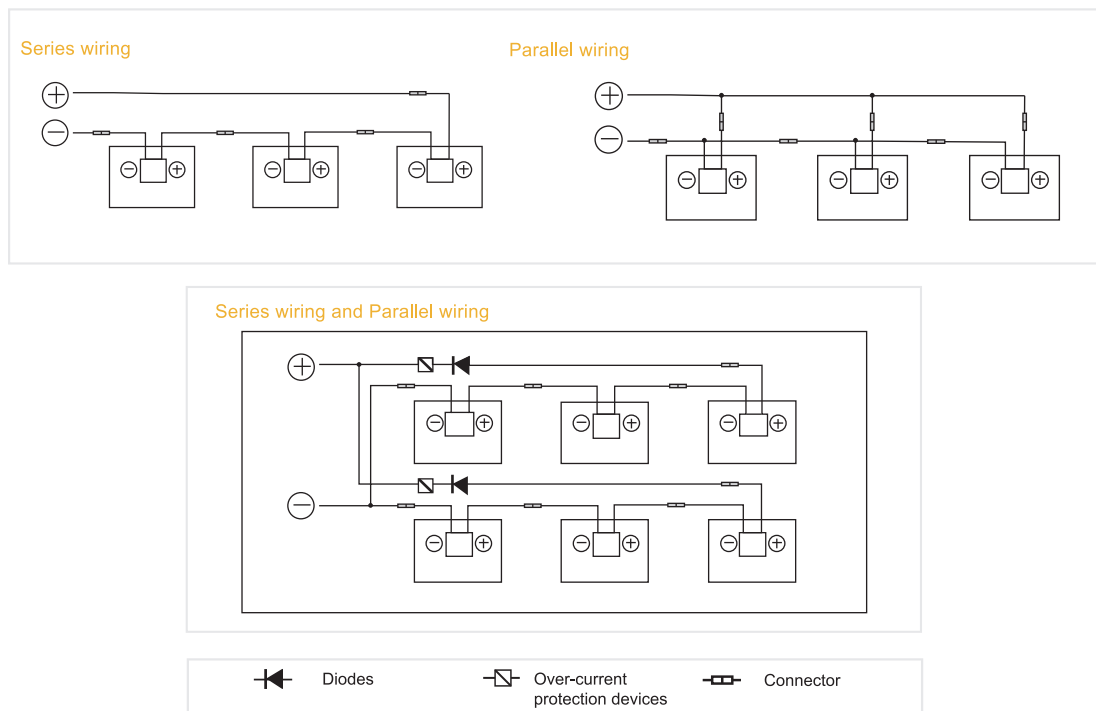 Series wiring
Parallel wiring
Series wiring and Parallel wiring
Diodes
Over-current
protection devices
Connector